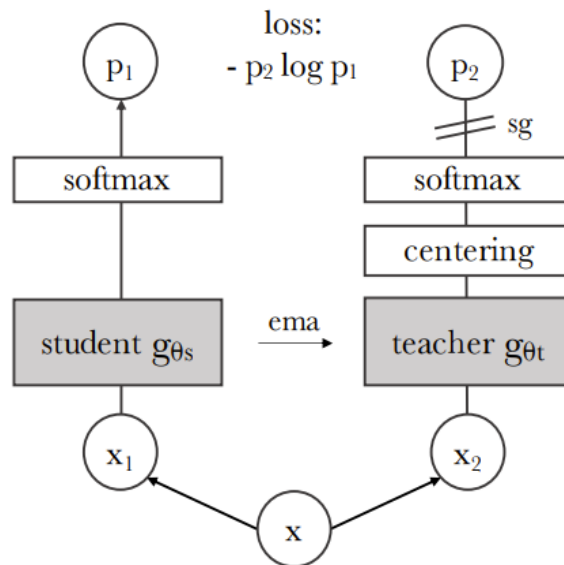 loss:
p₁
- p₂ log p₁
p₂
sg
softmax
softmax
centering
student gθs
ema
teacher gθt
x₁
x₂
x